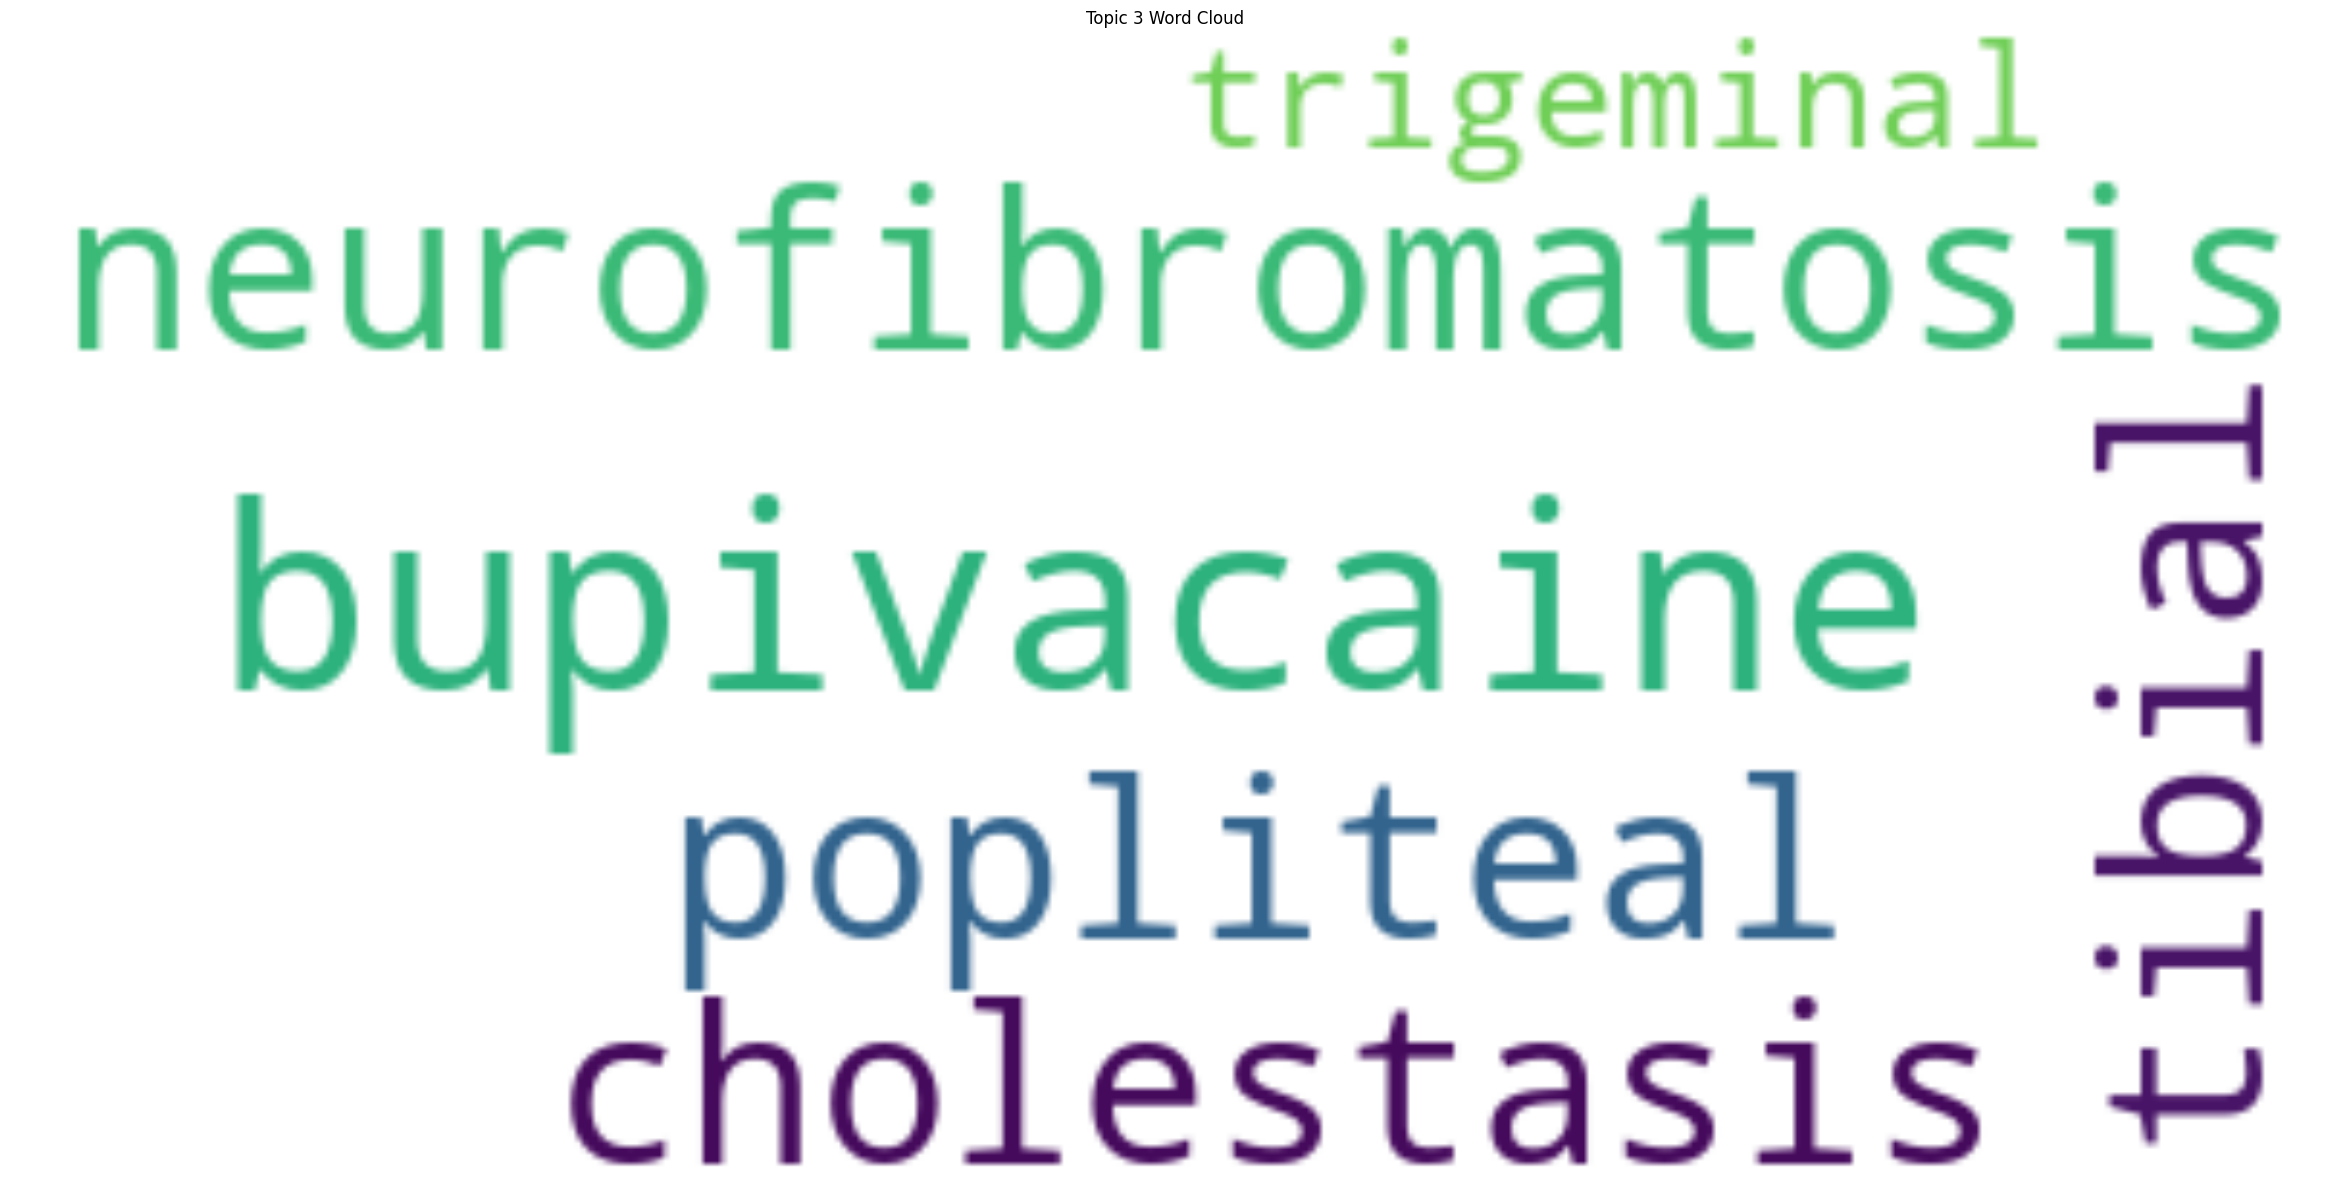 Topic 3 Word Cloud
trigeminal
neurofibromatosis
bupivacaine
tibial
popliteal
cholestasis